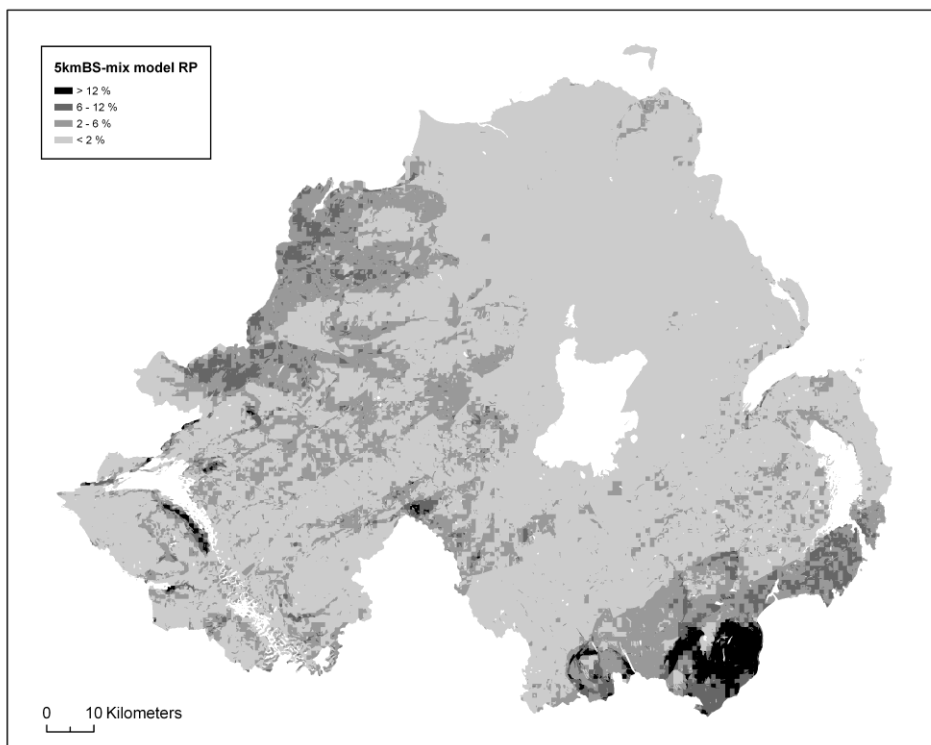 5kmBS-mix model RP
> 12 %
6 - 12 %
2 - 6 %
< 2 %
0 10 Kilometers